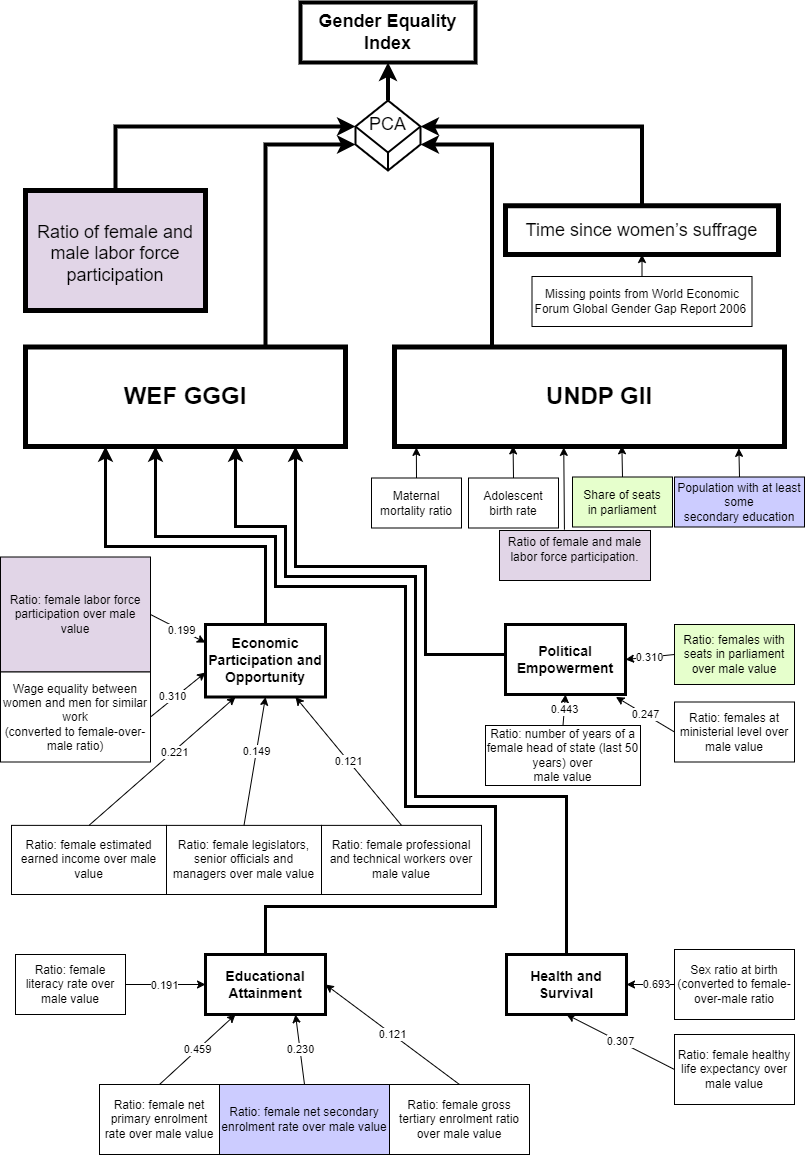 Gender Equality
Index
PCA
Ratio of female and
male labor force
participation
Time since women's suffrage
Missing points from World Economic
Forum Global Gender Gap Report 2006
WEF GGGI
UNDP GII
Maternal
mortality ratio
Adolescent
birth rate
Share of seats
in parliament
Population with at least
some
secondary education
Ratio of female and male
labor force participation.
Ratio: female labor force
participation over male
value
0.199
Wage equality between
women and men for similar
work
(converted to female-over-
male ratio)
0.310
Economic
Participation and
Opportunity
0.221
0.149
0.121
Ratio: female estimated
earned income over male
value
Ratio: female legislators,
senior officials and
managers over male value
Ratio: female professional
and technical workers over
male value
Political
Empowerment
0.310
Ratio: females with
seats in parliament
over male value
0.443
0.247
Ratio: number of years of a
female head of state (last 50
years) over
male value
Ratio: females at
ministerial level over
male value
Ratio: female
literacy rate over
male value
0.191
Educational
Attainment
0.459
0.230
0.121
Ratio: female net
primary enrolment
rate over male value
Ratio: female net secondary
enrolment rate over male value
Ratio: female gross
tertiary enrolment ratio
over male value
Health and
Survival
0.693
Sex ratio at birth
(converted to female-
over-male ratio
0.307
Ratio: female healthy
life expectancy over
male value